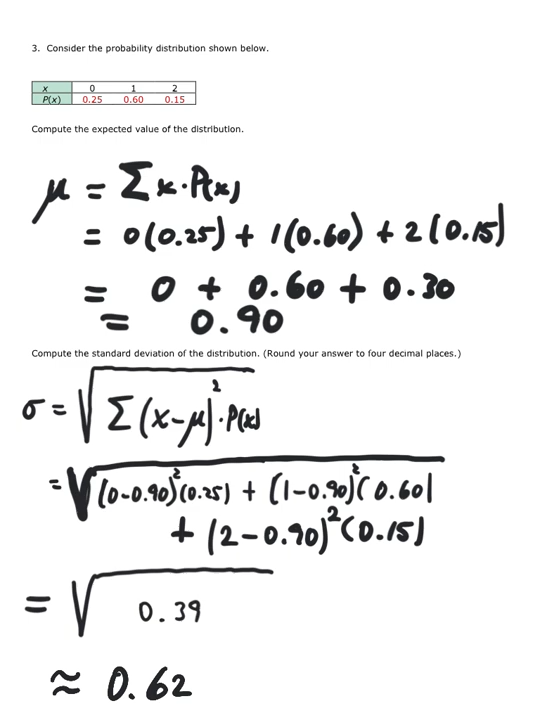 3. Consider the probability distribution shown below.
x 0 1 2
P(x) 0.25 0.60 0.15
Compute the expected value of the distribution.
μ = Σ x·P(x)
= 0(0.25) + 1(0.60) + 2(0.15)
= 0 + 0.60 + 0.30
= 0.90
Compute the standard deviation of the distribution. (Round your answer to four decimal places.)
σ = √Σ(x-μ)²·P(x)
= √(0-0.90)²(0.25) + (1-0.90)²(0.60)
+ (2-0.90)²(0.15)
= √0.39
≈ 0.62